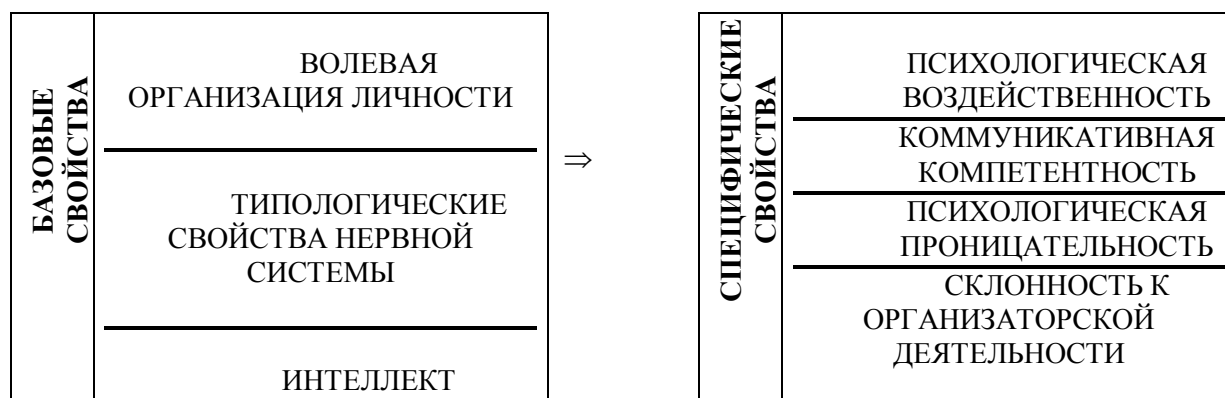 БАЗОВЫЕ
СВОЙСТВА
ВОЛЕВАЯ
ОРГАНИЗАЦИЯ ЛИЧНОСТИ
ТИПОЛОГИЧЕСКИЕ
СВОЙСТВА НЕРВНОЙ
СИСТЕМЫ
ИНТЕЛЛЕКТ
⇒
СПЕЦИФИЧЕСКИЕ
СВОЙСТВА
ПСИХОЛОГИЧЕСКАЯ
ВОЗДЕЙСТВЕННОСТЬ
КОММУНИКАТИВНАЯ
КОМПЕТЕНТНОСТЬ
ПСИХОЛОГИЧЕСКАЯ
ПРОНИЦАТЕЛЬНОСТЬ
СКЛОННОСТЬ К
ОРГАНИЗАТОРСКОЙ
ДЕЯТЕЛЬНОСТИ